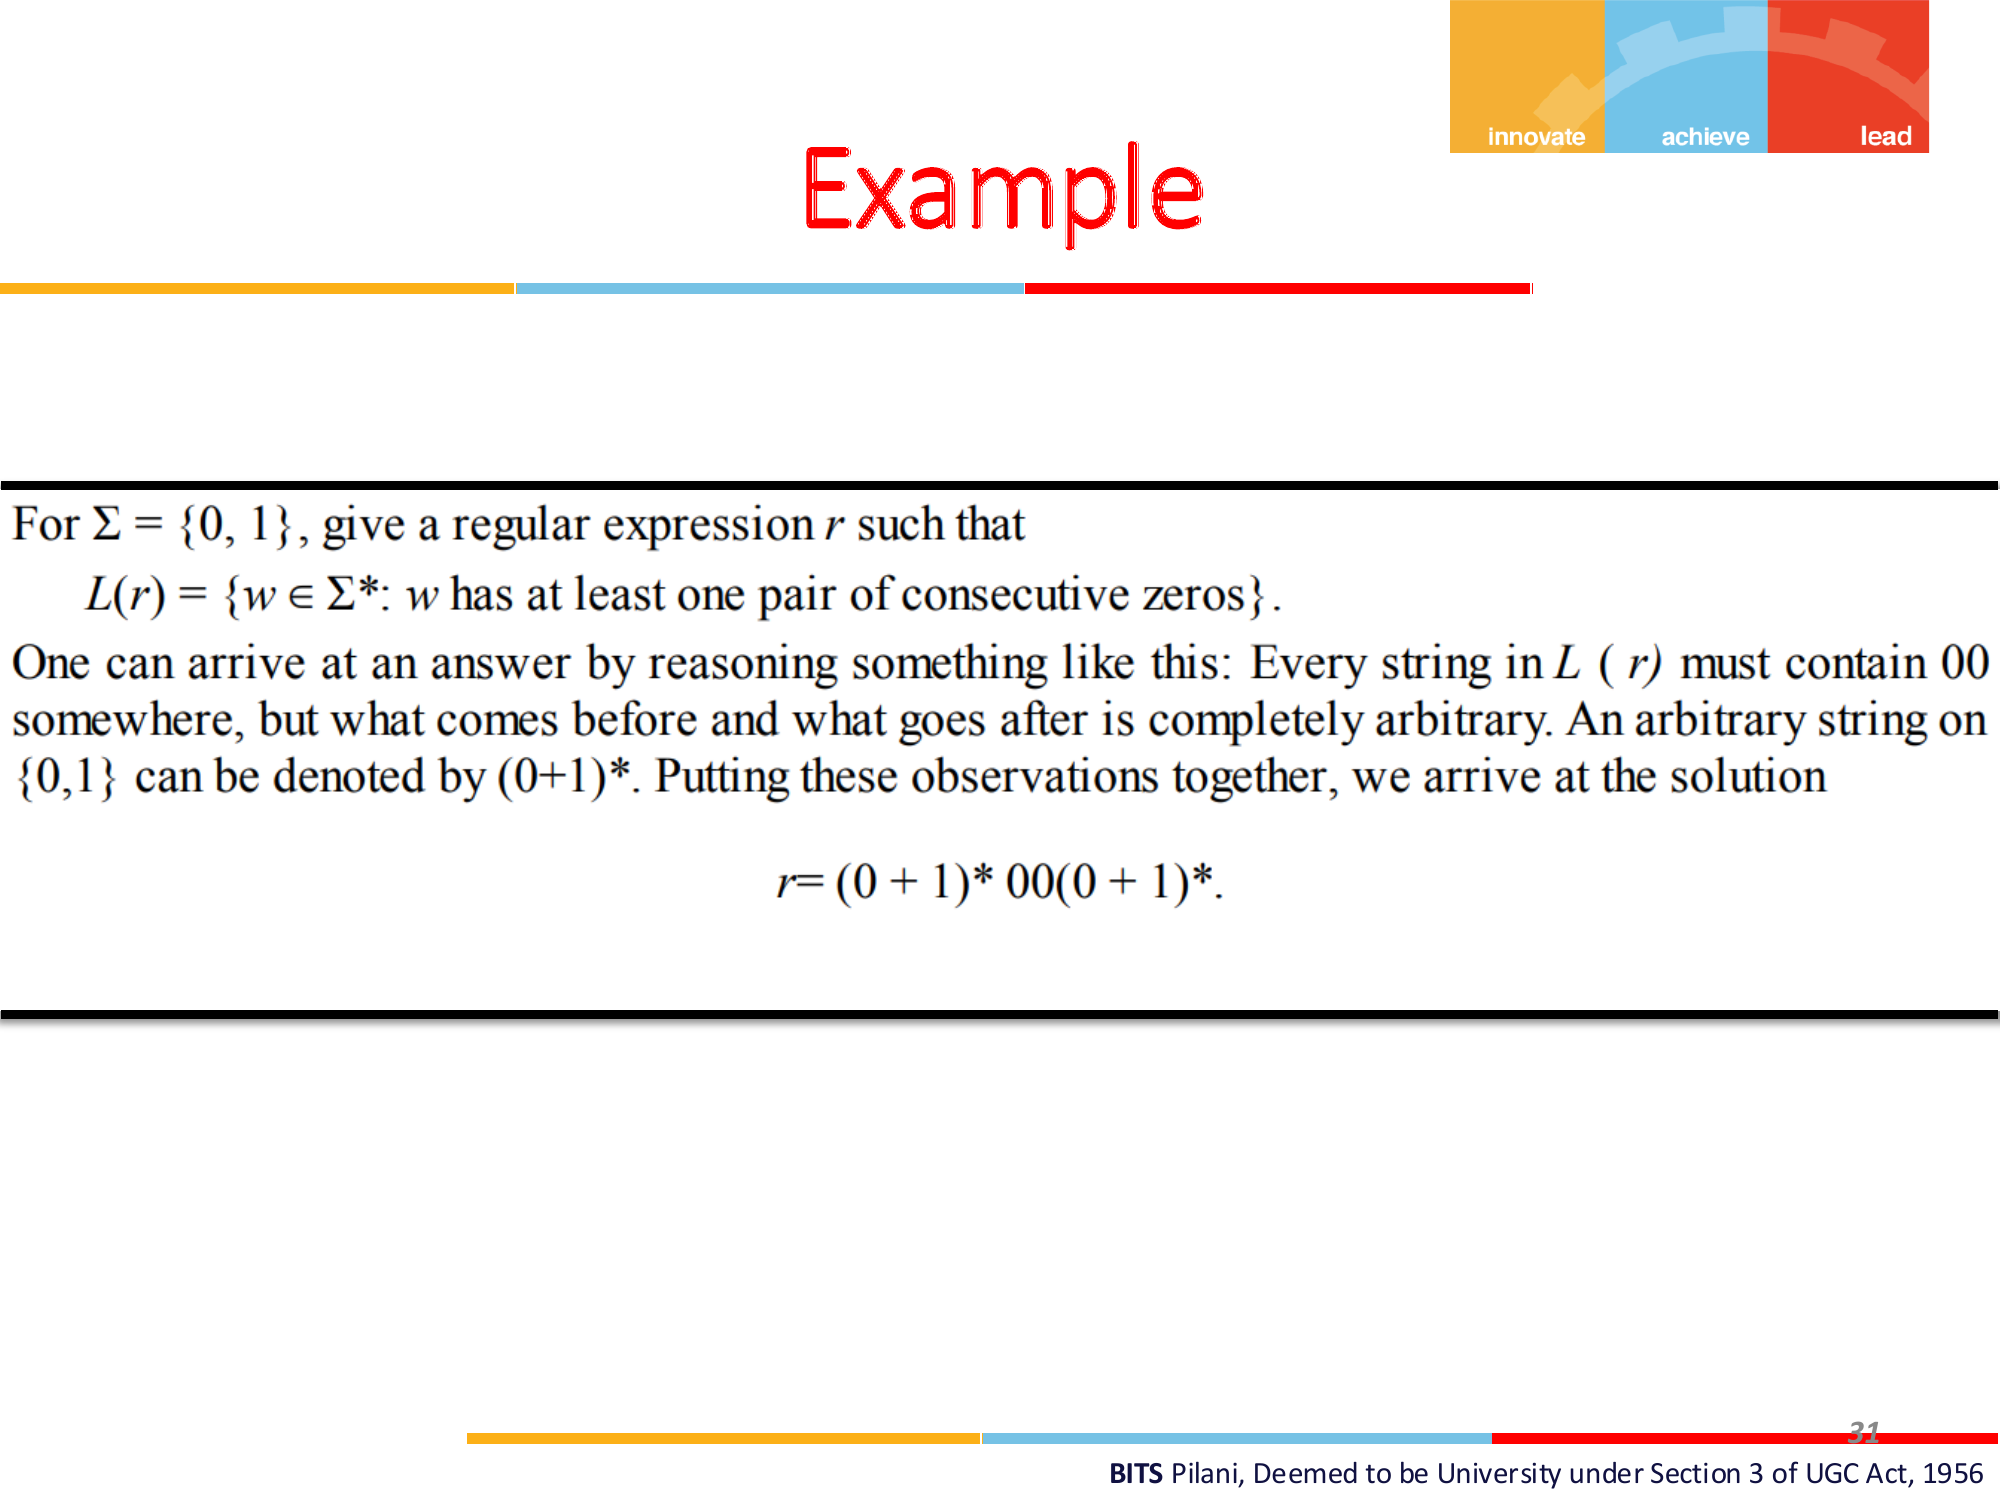 innovate achieve lead
Example
For Σ = {0, 1}, give a regular expression r such that
L(r) = {w ∈ Σ*: w has at least one pair of consecutive zeros}.
One can arrive at an answer by reasoning something like this: Every string in L ( r) must contain 00
somewhere, but what comes before and what goes after is completely arbitrary. An arbitrary string on
{0,1} can be denoted by (0+1)*. Putting these observations together, we arrive at the solution
r= (0 + 1)* 00(0 + 1)*.
31
BITS Pilani, Deemed to be University under Section 3 of UGC Act, 1956